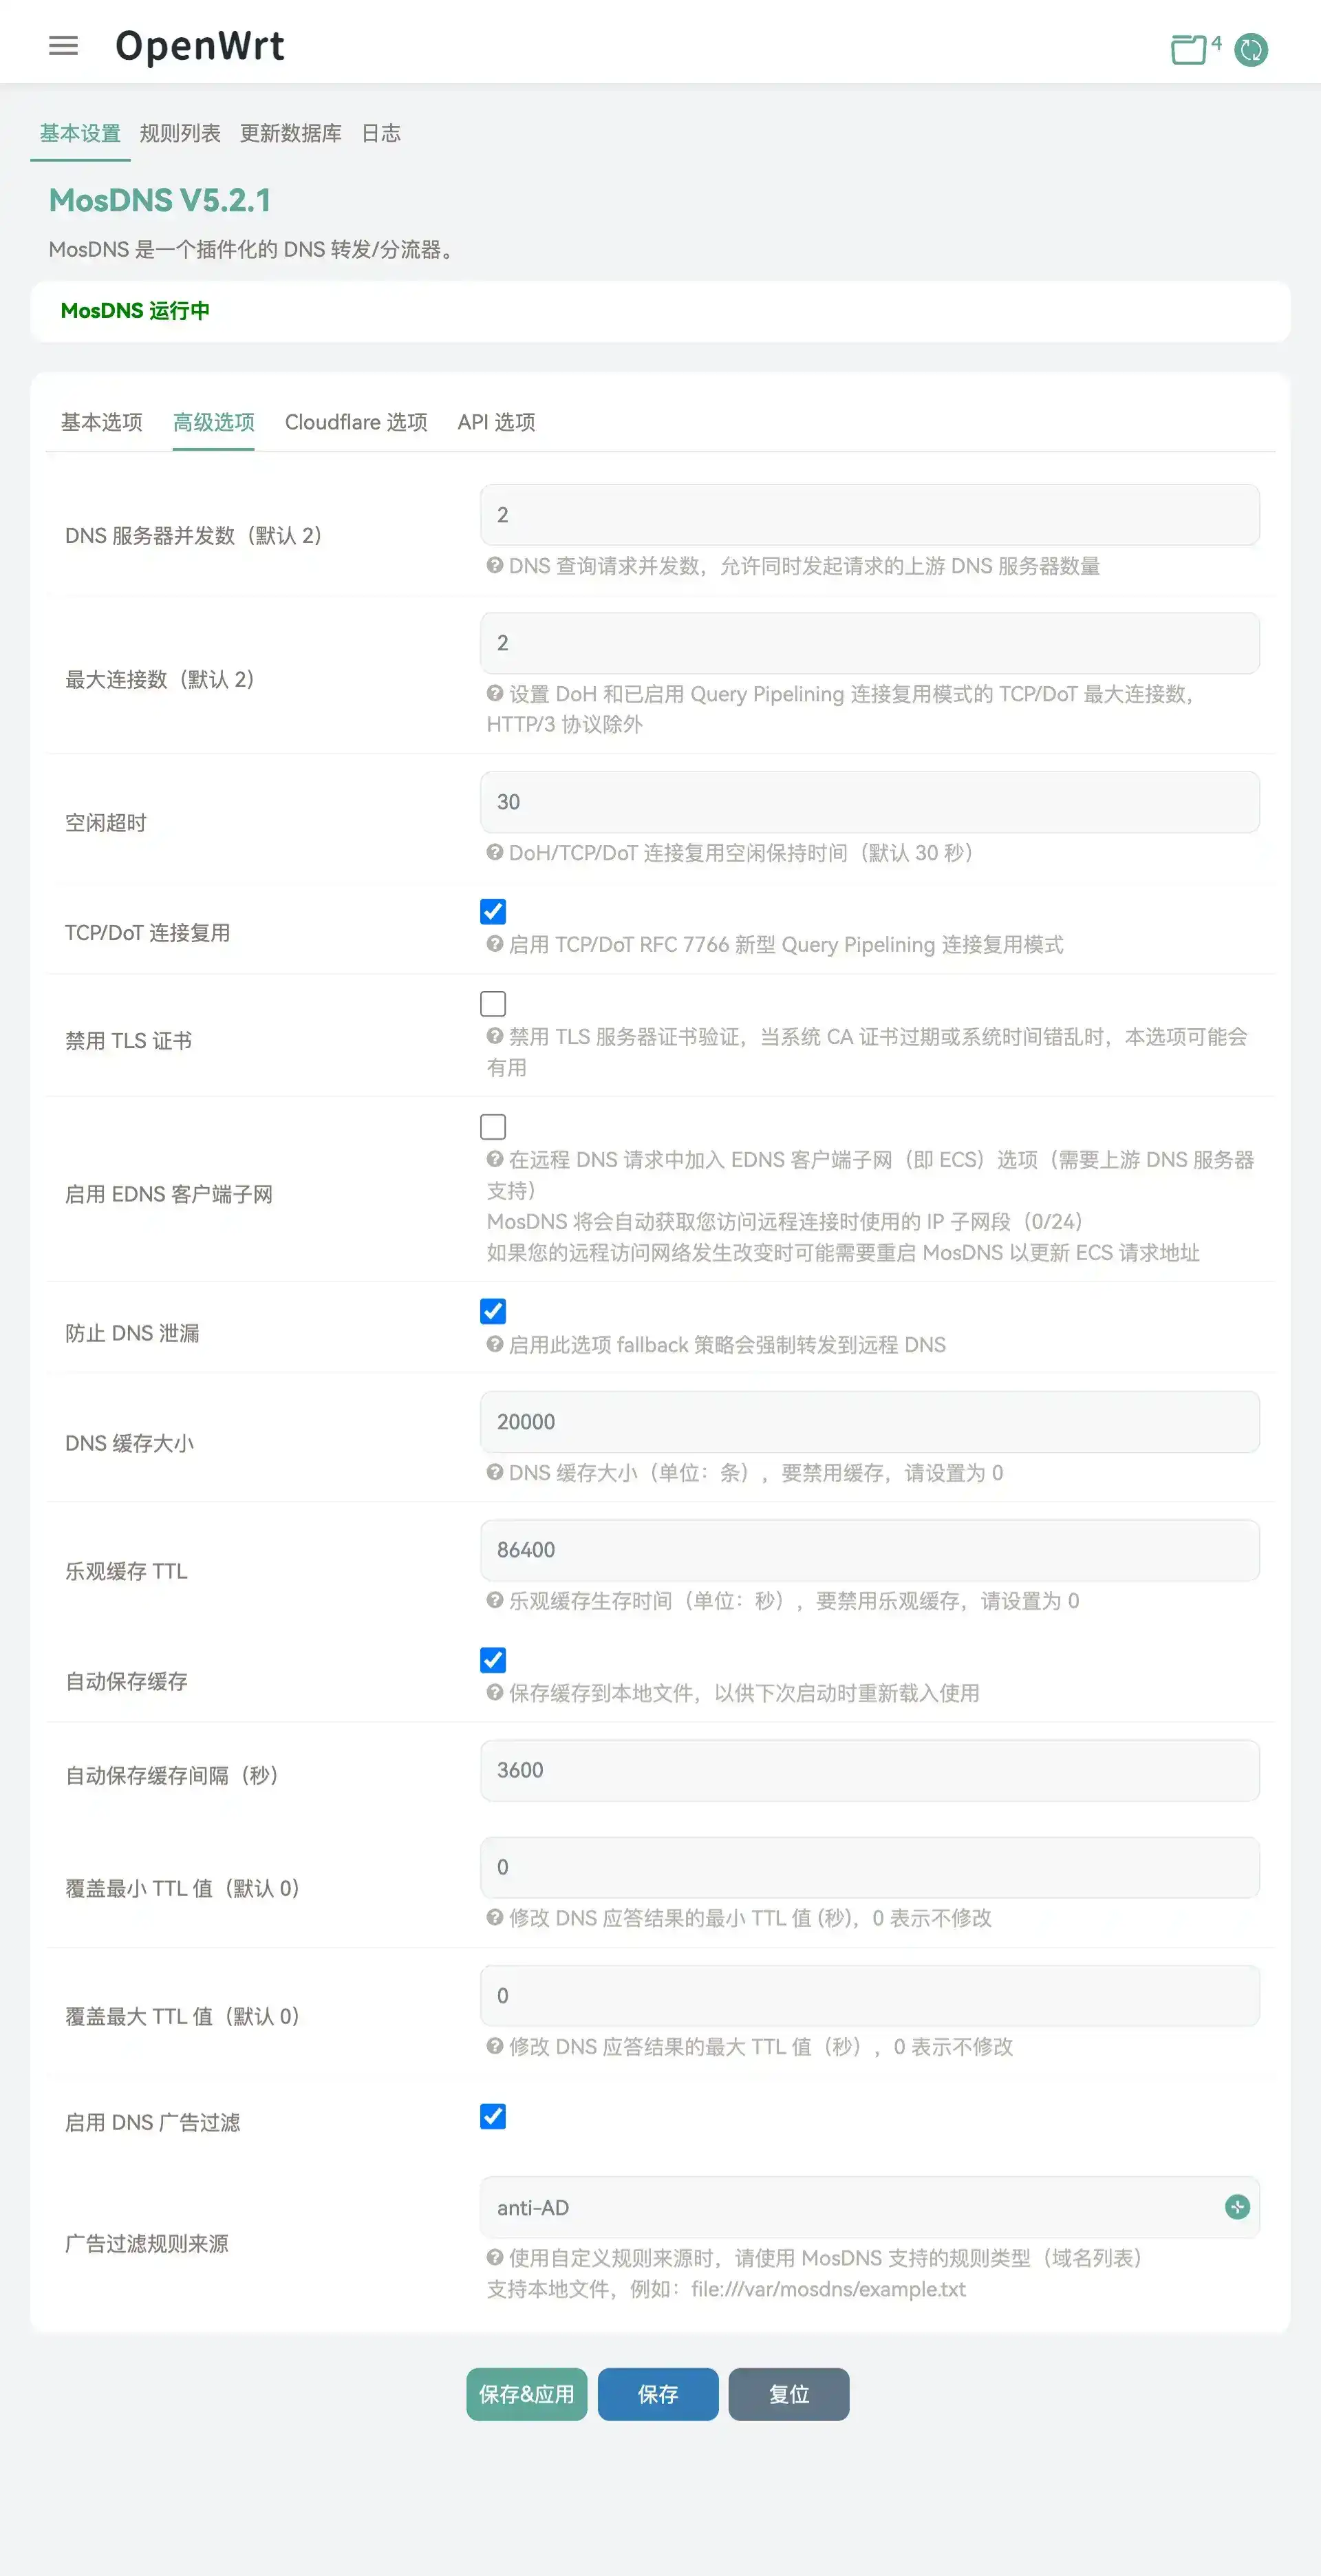 OpenWrt
4
基本设置 规则列表 更新数据库 日志
MosDNS V5.2.1
MosDNS 是一个插件化的 DNS 转发/分流器。
MosDNS 运行中
基本选项 高级选项 Cloudflare 选项 API 选项
DNS 服务器并发数（默认 2）
2
DNS 查询请求并发数，允许同时发起请求的上游 DNS 服务器数量
最大连接数（默认 2）
2
设置 DoH 和已启用 Query Pipelining 连接复用模式的 TCP/DoT 最大连接数，
HTTP/3 协议除外
空闲超时
30
DoH/TCP/DoT 连接复用空闲保持时间（默认 30 秒）
TCP/DoT 连接复用
启用 TCP/DoT RFC 7766 新型 Query Pipelining 连接复用模式
禁用 TLS 证书
禁用 TLS 服务器证书验证，当系统 CA 证书过期或系统时间错乱时，本选项可能会
有用
启用 EDNS 客户端子网
在远程 DNS 请求中加入 EDNS 客户端子网（即 ECS）选项（需要上游 DNS 服务器
支持）
MosDNS 将会自动获取您访问远程连接时使用的 IP 子网段（0/24）
如果您的远程访问网络发生改变时可能需要重启 MosDNS 以更新 ECS 请求地址
防止 DNS 泄漏
启用此选项 fallback 策略会强制转发到远程 DNS
DNS 缓存大小
20000
DNS 缓存大小（单位：条），要禁用缓存，请设置为 0
乐观缓存 TTL
86400
乐观缓存生存时间（单位：秒），要禁用乐观缓存，请设置为 0
自动保存缓存
保存缓存到本地文件，以供下次启动时重新载入使用
自动保存缓存间隔（秒）
3600
覆盖最小 TTL 值（默认 0）
0
修改 DNS 应答结果的最小 TTL 值 (秒)，0 表示不修改
覆盖最大 TTL 值（默认 0）
0
修改 DNS 应答结果的最大 TTL 值（秒），0 表示不修改
启用 DNS 广告过滤
广告过滤规则来源
anti-AD
使用自定义规则来源时，请使用 MosDNS 支持的规则类型（域名列表）
支持本地文件，例如：file:///var/mosdns/example.txt
保存&应用 保存 复位